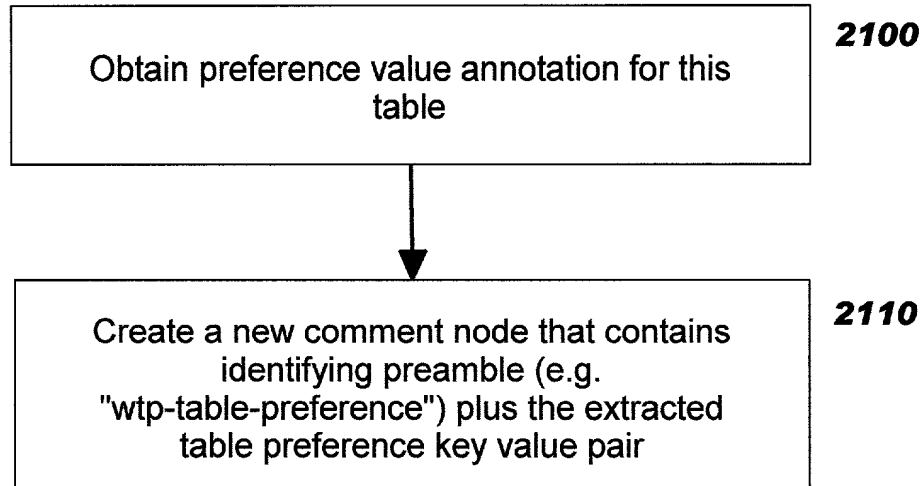 2100
Obtain preference value annotation for this
table
2110
Create a new comment node that contains
identifying preamble (e.g.
"wtp-table-preference") plus the extracted
table preference key value pair